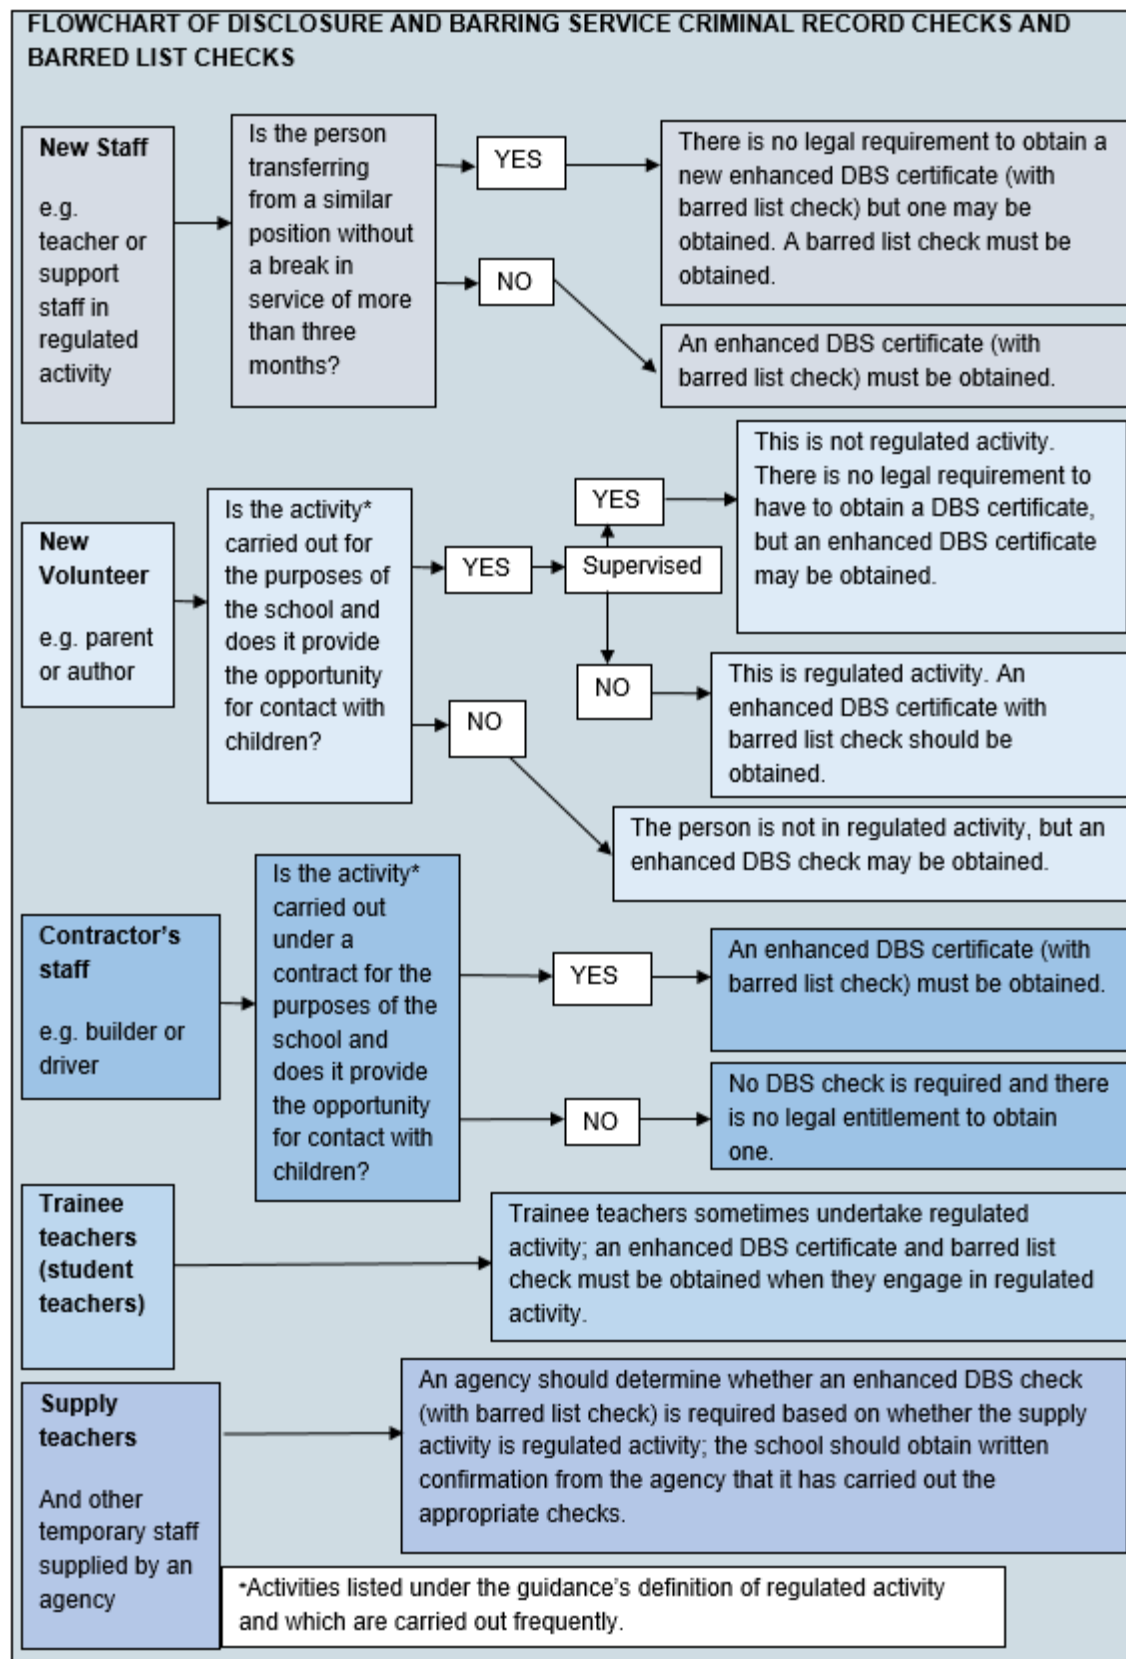 FLOWCHART OF DISCLOSURE AND BARRING SERVICE CRIMINAL RECORD CHECKS AND
BARRED LIST CHECKS
New Staff
e.g.
teacher or
support
staff in
regulated
activity
Is the person
transferring
from a similar
position without
a break in
service of more
than three
months?
YES
There is no legal requirement to obtain a
new enhanced DBS certificate (with
barred list check) but one may be
obtained. A barred list check must be
obtained.
NO
An enhanced DBS certificate (with
barred list check) must be obtained.
New
Volunteer
e.g. parent
or author
Is the activity*
carried out for
the purposes of
the school and
does it provide
the opportunity
for contact with
children?
YES
Supervised
YES
This is not regulated activity.
There is no legal requirement to
have to obtain a DBS certificate,
but an enhanced DBS certificate
may be obtained.
NO
This is regulated activity. An
enhanced DBS certificate with
barred list check should be
obtained.
NO
The person is not in regulated activity, but an
enhanced DBS check may be obtained.
Contractor's
staff
e.g. builder or
driver
Is the activity*
carried out
under a
contract for the
purposes of the
school and
does it provide
the opportunity
for contact with
children?
YES
An enhanced DBS certificate (with
barred list check) must be obtained.
NO
No DBS check is required and there
is no legal entitlement to obtain
one.
Trainee
teachers
(student
teachers)
Trainee teachers sometimes undertake regulated
activity; an enhanced DBS certificate and barred list
check must be obtained when they engage in regulated
activity.
Supply
teachers
And other
temporary staff
supplied by an
agency
An agency should determine whether an enhanced DBS check
(with barred list check) is required based on whether the supply
activity is regulated activity; the school should obtain written
confirmation from the agency that it has carried out the
appropriate checks.
*Activities listed under the guidance's definition of regulated activity
and which are carried out frequently.